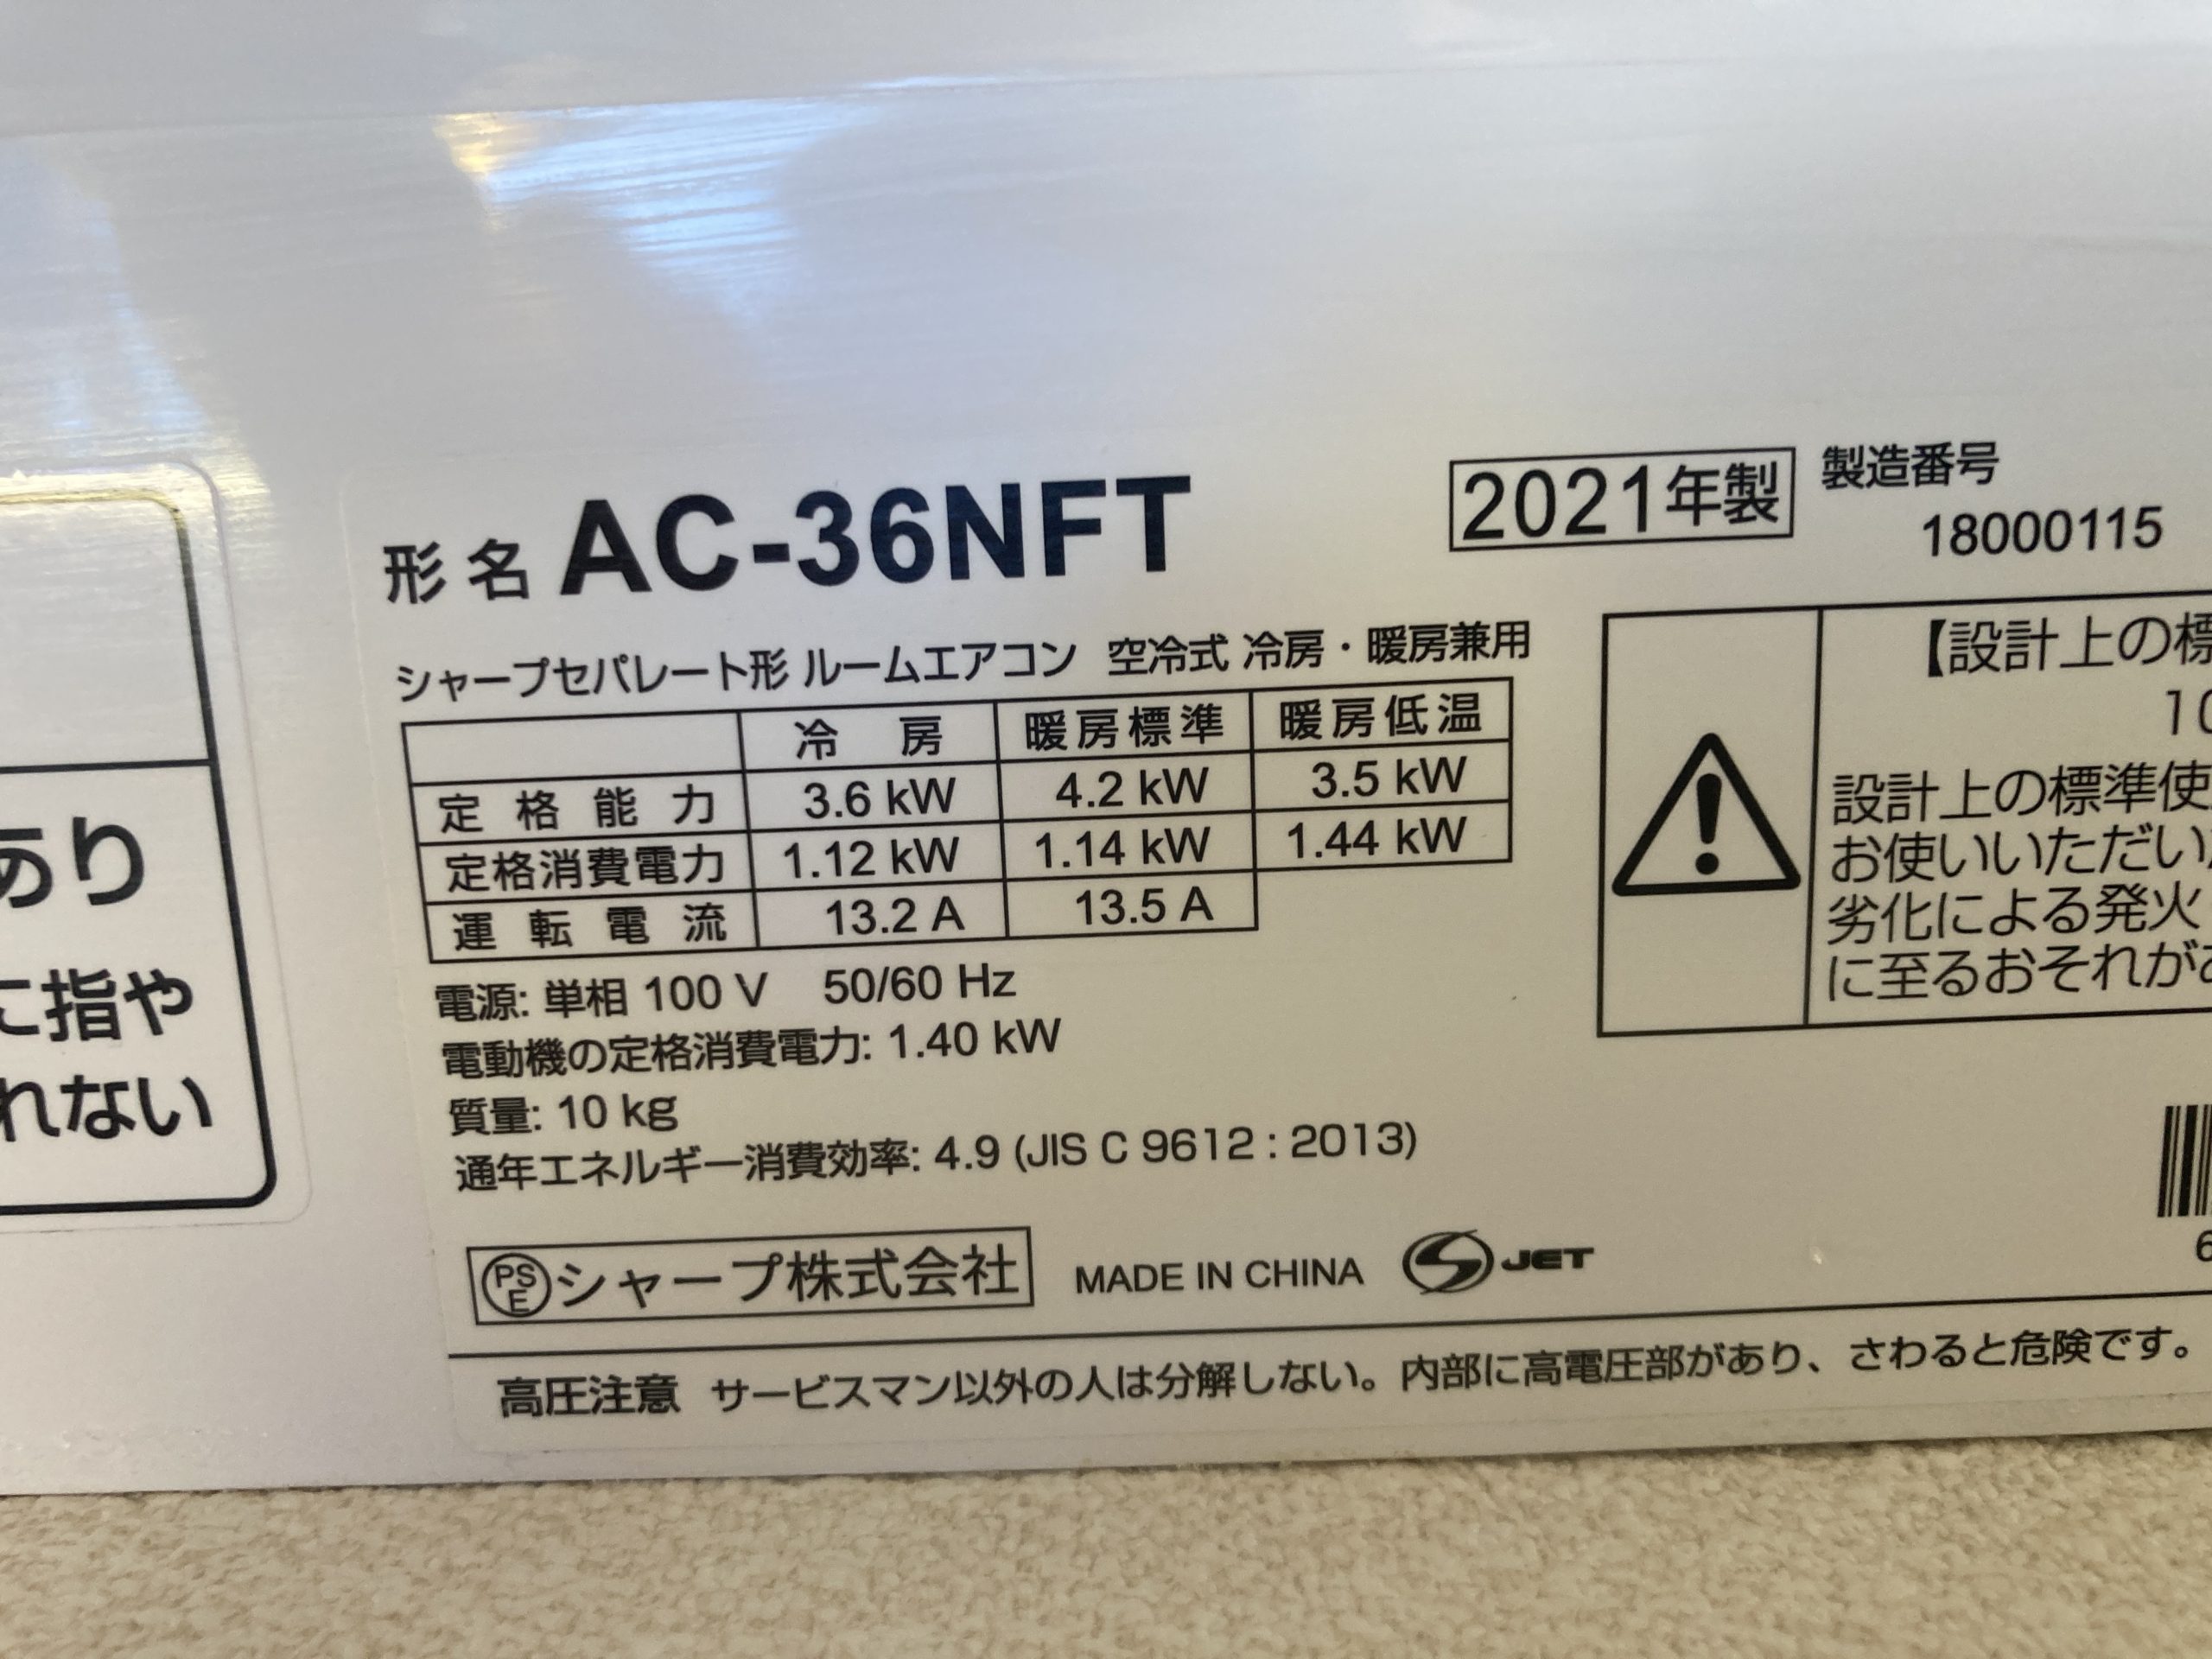 あり
に指や
れない
形名 AC-36NFT
2021年製
製造番号
18000115
シャープセパレート形 ルームエアコン 空冷式 冷房・暖房兼用
冷 房 暖房標準 暖房低温
定格能力 3.6 kW 4.2 kW 3.5 kW
定格消費電力 1.12 kW 1.14 kW 1.44 kW
運転電流 13.2 A 13.5 A
電源: 単相 100 V 50/60 Hz
電動機の定格消費電力: 1.40 kW
質量: 10 kg
通年エネルギー消費効率: 4.9 (JIS C 9612 : 2013)
PSE シャープ株式会社 MADE IN CHINA JET
高圧注意 サービスマン以外の人は分解しない。内部に高電圧部があり、さわると危険です。
【設計上の標
10
設計上の標準使
お使いいただい
劣化による発火
に至るおそれが
6